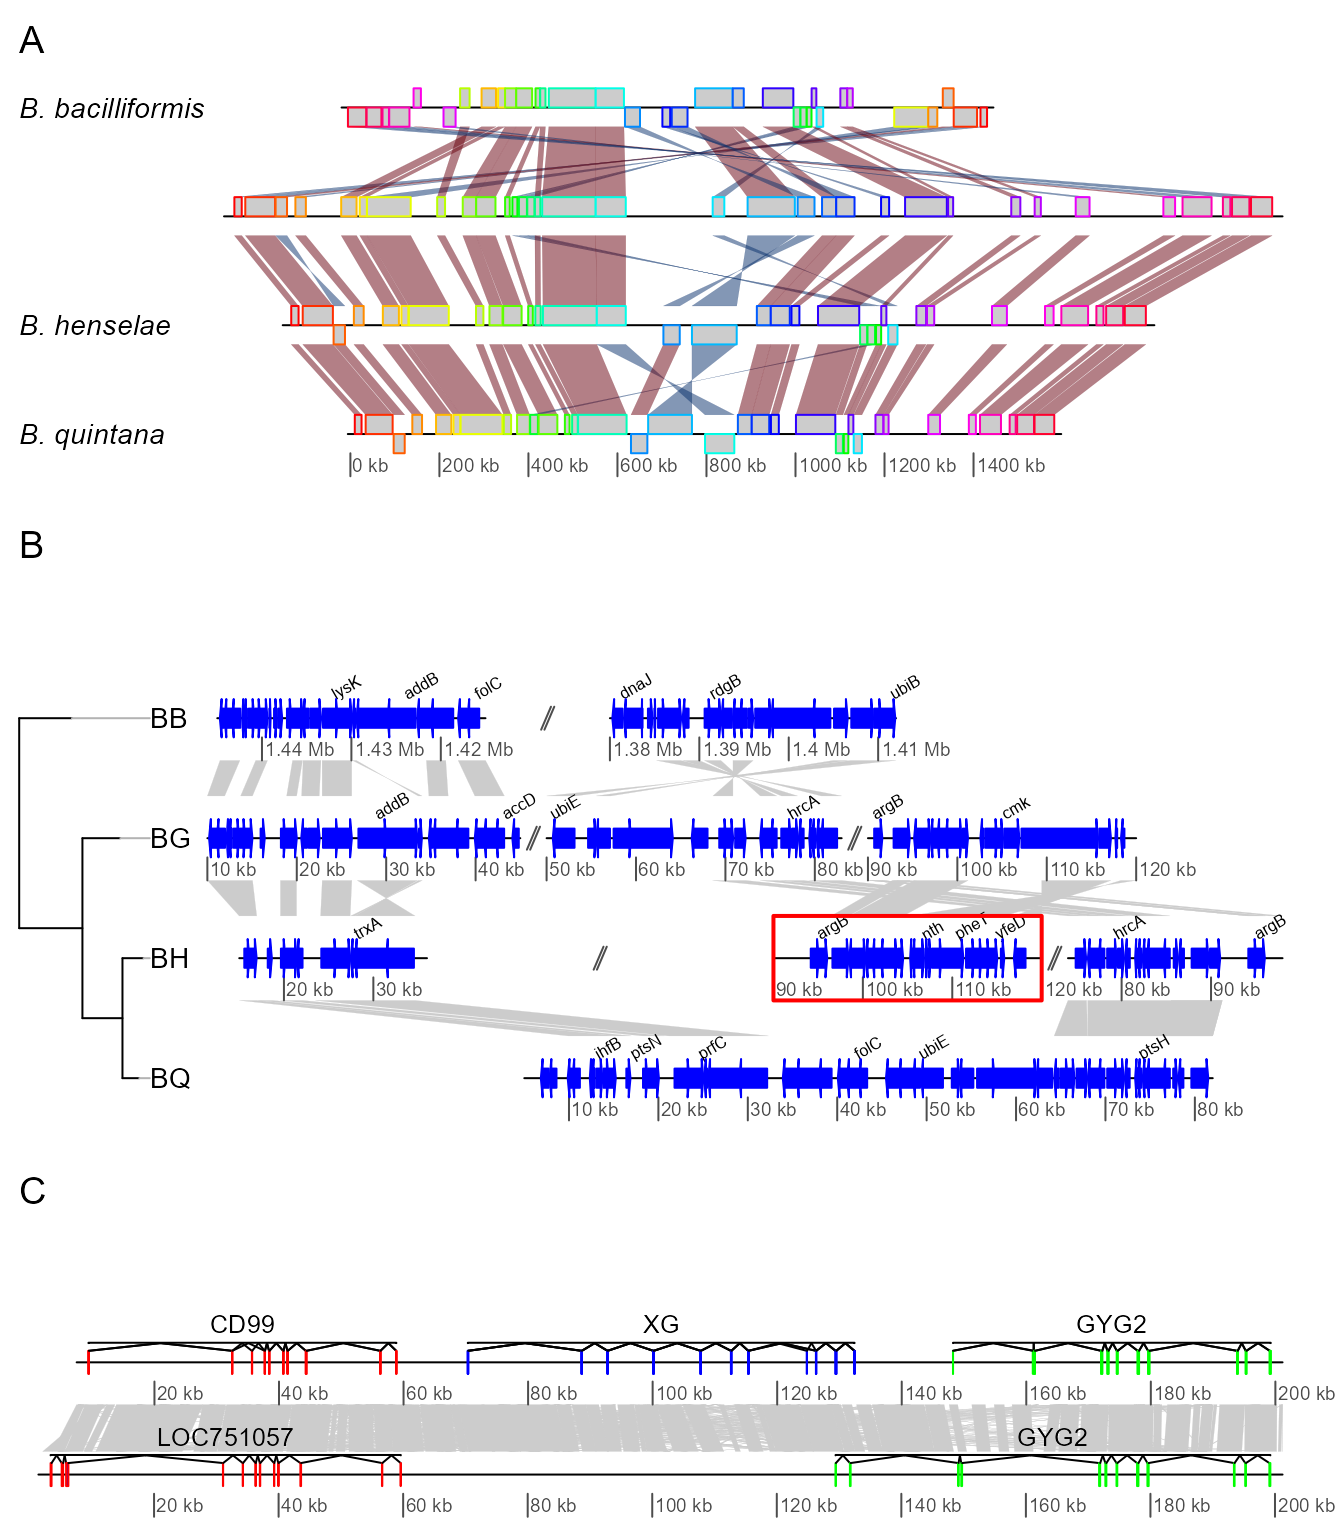 A
B. bacilliformis
B. henselae
B. quintana
0 kb 200 kb 400 kb 600 kb 800 kb 1000 kb 1200 kb 1400 kb
B
lysK addB folC dnaJ rdgB ubiB
BB
1.44 Mb 1.43 Mb 1.42 Mb 1.38 Mb 1.39 Mb 1.4 Mb 1.41 Mb
addB accD ubiE hrcA argB cmk
BG
10 kb 20 kb 30 kb 40 kb 50 kb 60 kb 70 kb 80 kb 90 kb 100 kb 110 kb 120 kb
trxA argB nth pheT yfeD hrcA argB
BH
20 kb 30 kb 90 kb 100 kb 110 kb 120 kb 80 kb 90 kb
ihfB ptsN prfC folC ubiE ptsH
BQ
10 kb 20 kb 30 kb 40 kb 50 kb 60 kb 70 kb 80 kb
C
CD99 XG GYG2
20 kb 40 kb 60 kb 80 kb 100 kb 120 kb 140 kb 160 kb 180 kb 200 kb
LOC751057 GYG2
20 kb 40 kb 60 kb 80 kb 100 kb 120 kb 140 kb 160 kb 180 kb 200 kb